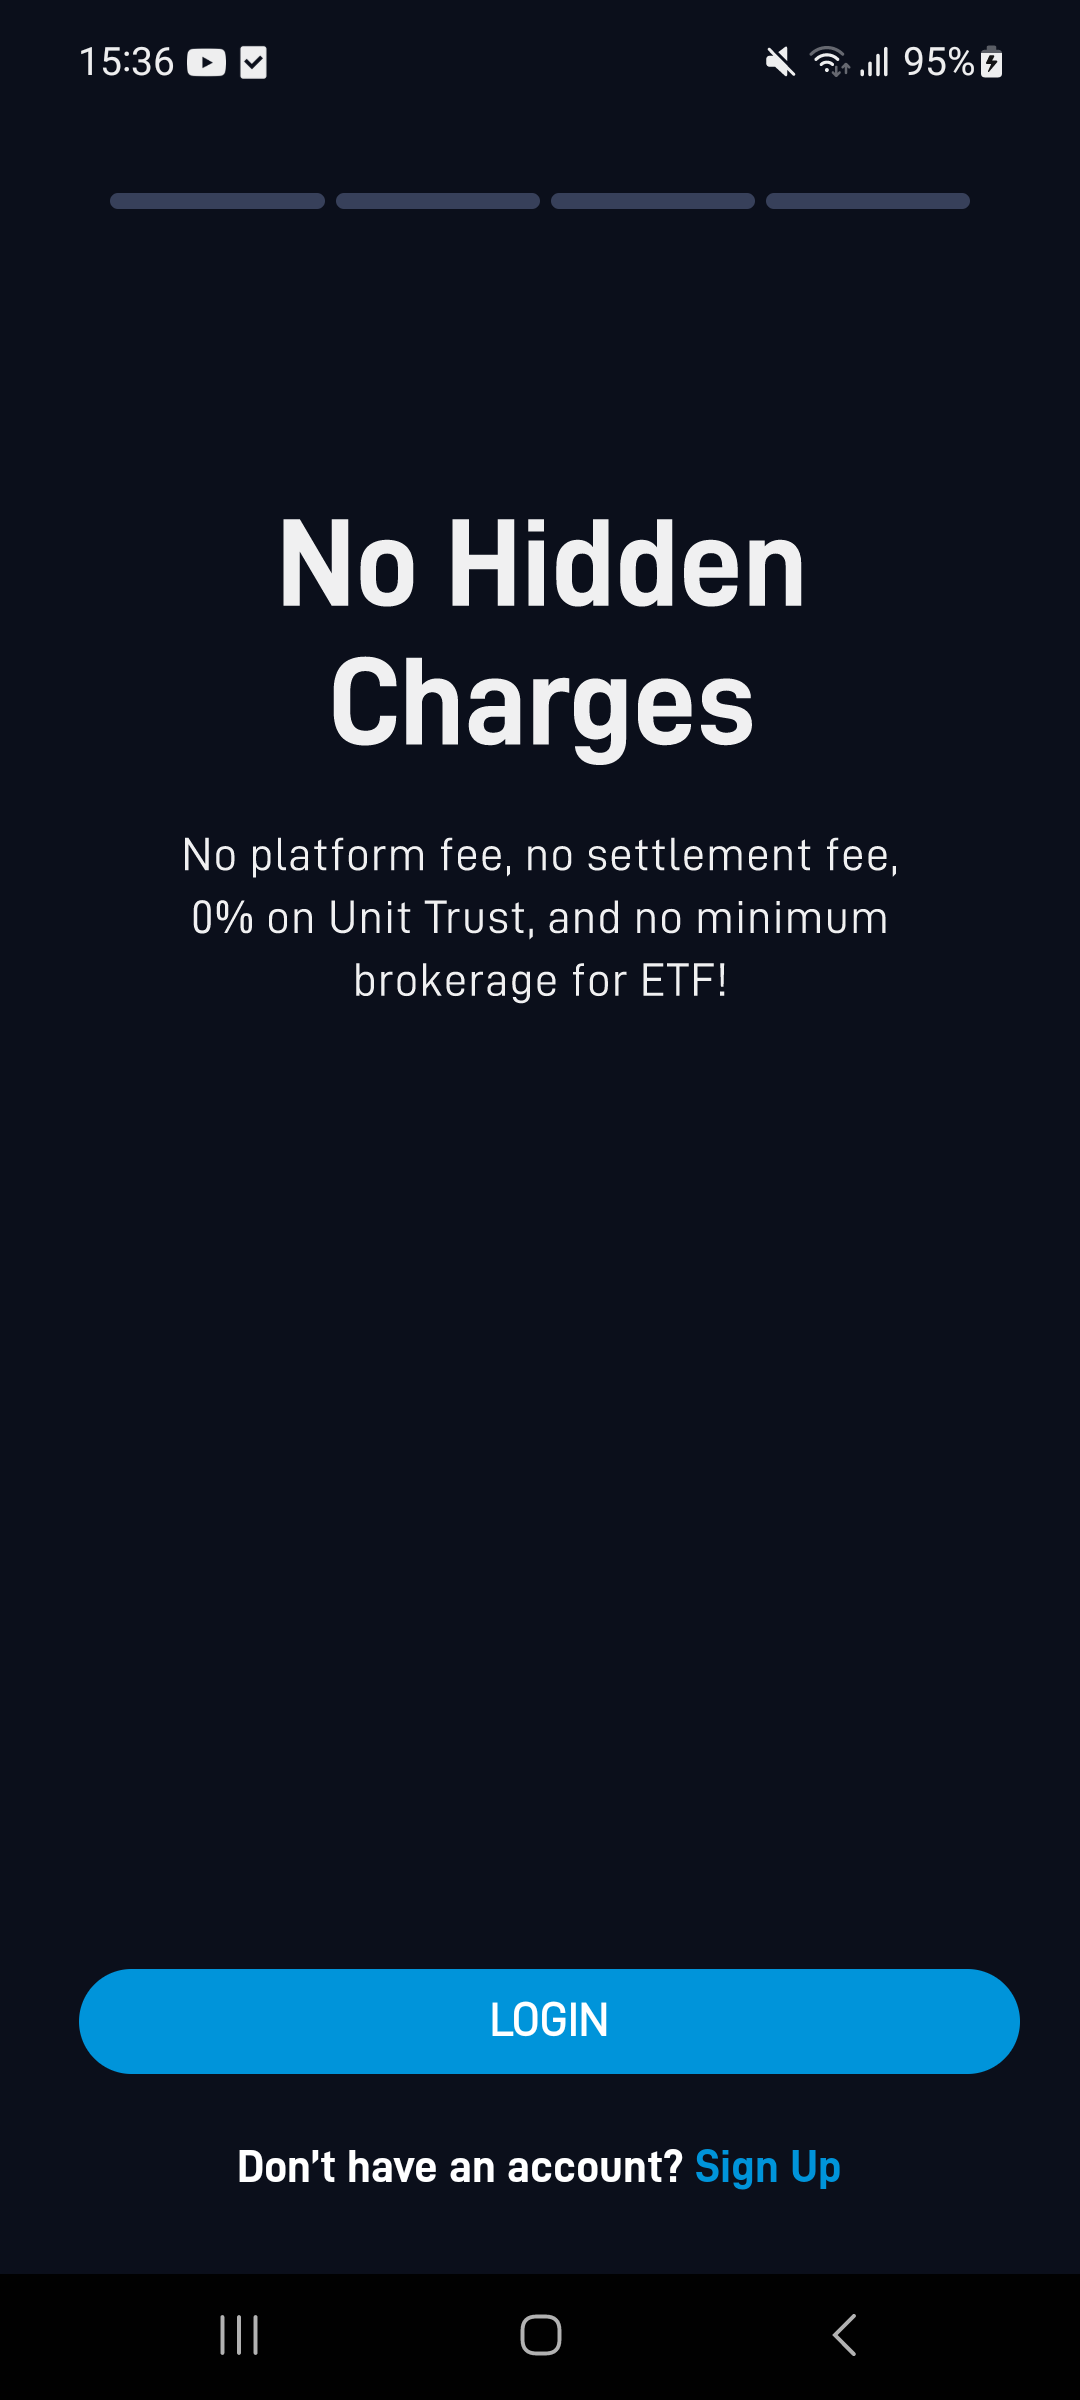 15:36
95%
No Hidden
Charges
No platform fee, no settlement fee,
0% on Unit Trust, and no minimum
brokerage for ETF!
LOGIN
Don't have an account? Sign Up